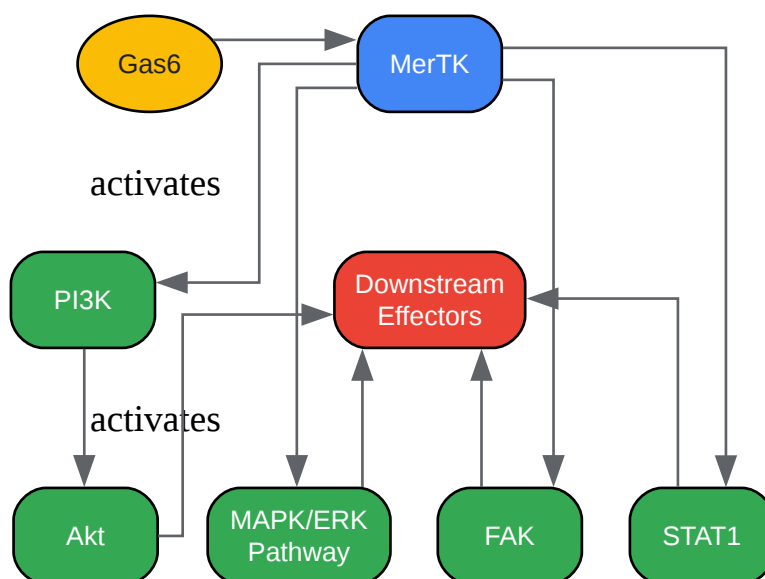 Gas6
MerTK
activates
PI3K
Downstream
Effectors
activates
Akt
MAPK/ERK
Pathway
FAK
STAT1